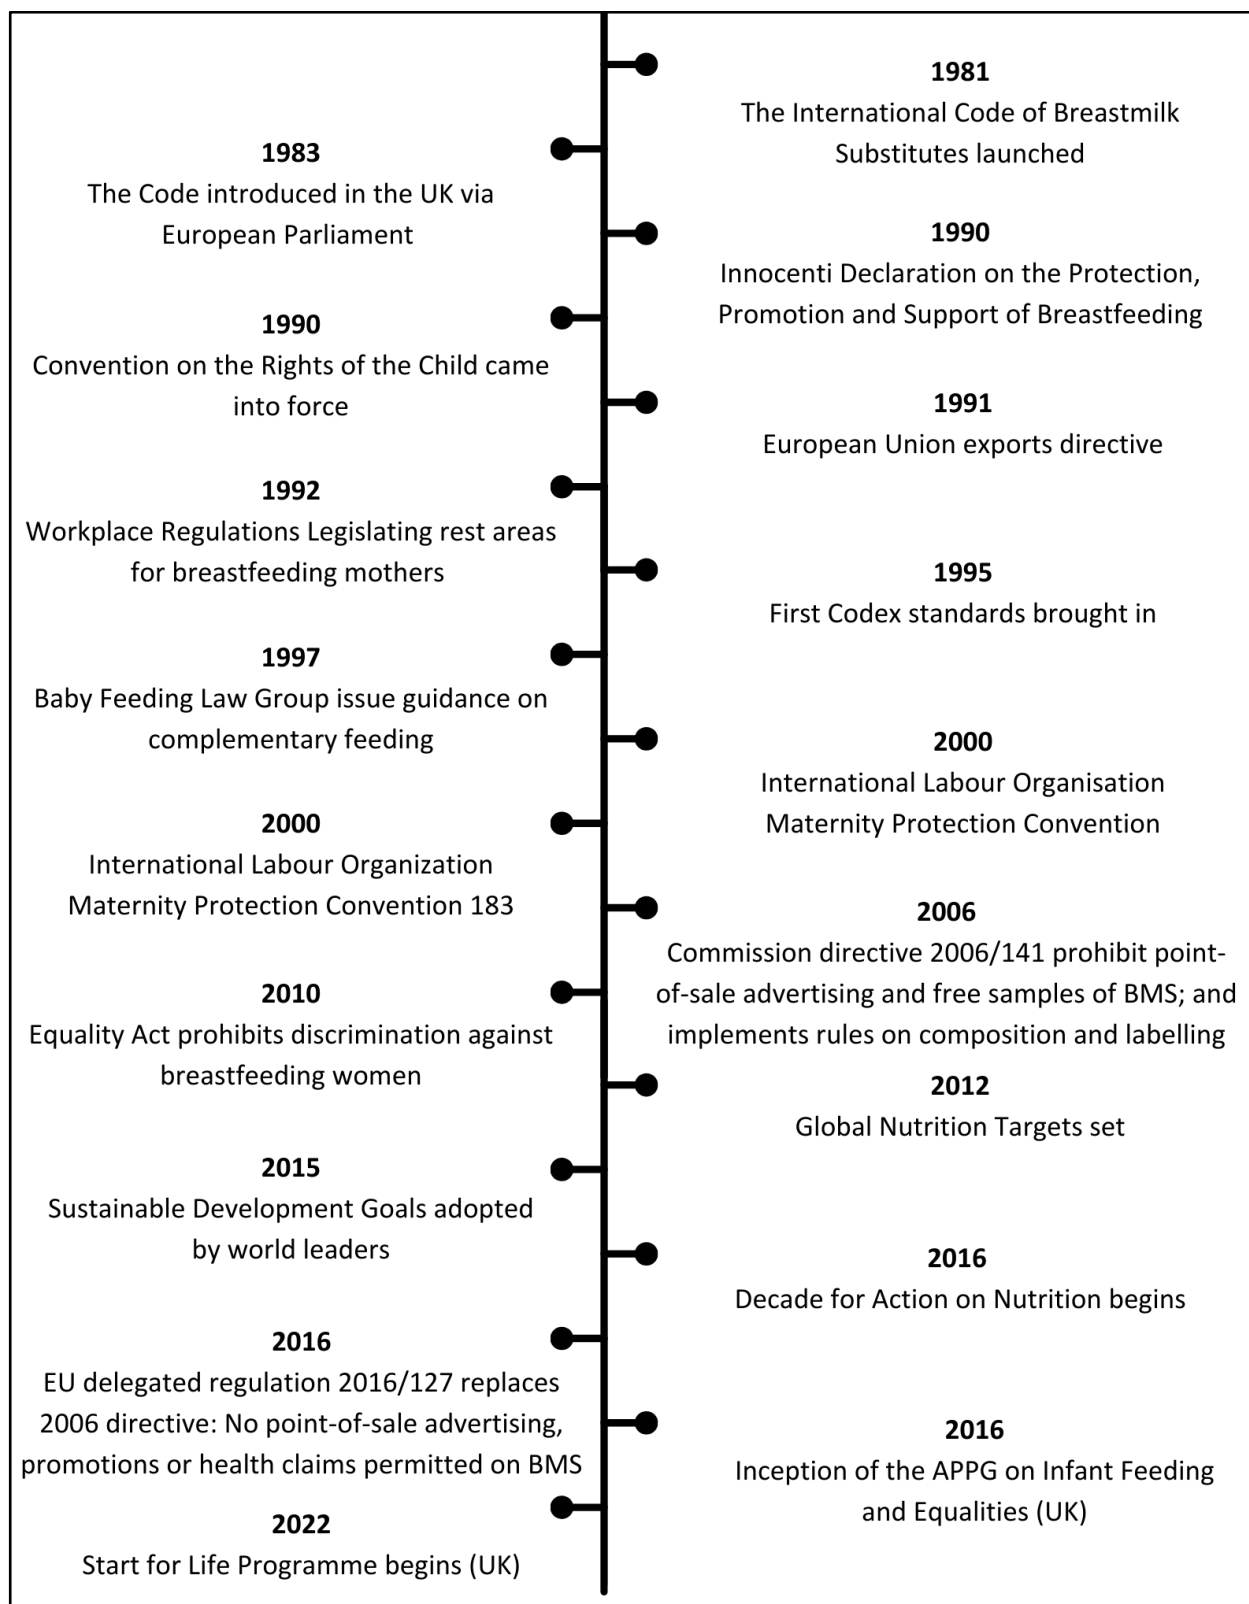 1981
The International Code of Breastmilk
Substitutes launched
1983
The Code introduced in the UK via
European Parliament
1990
Innocenti Declaration on the Protection,
Promotion and Support of Breastfeeding
1990
Convention on the Rights of the Child came
into force
1991
European Union exports directive
1992
Workplace Regulations Legislating rest areas
for breastfeeding mothers
1995
First Codex standards brought in
1997
Baby Feeding Law Group issue guidance on
complementary feeding
2000
International Labour Organisation
Maternity Protection Convention
2000
International Labour Organization
Maternity Protection Convention 183
2006
Commission directive 2006/141 prohibit point-
of-sale advertising and free samples of BMS; and
implements rules on composition and labelling
2010
Equality Act prohibits discrimination against
breastfeeding women
2012
Global Nutrition Targets set
2015
Sustainable Development Goals adopted
by world leaders
2016
Decade for Action on Nutrition begins
2016
EU delegated regulation 2016/127 replaces
2006 directive: No point-of-sale advertising,
promotions or health claims permitted on BMS
2016
Inception of the APPG on Infant Feeding
and Equalities (UK)
2022
Start for Life Programme begins (UK)